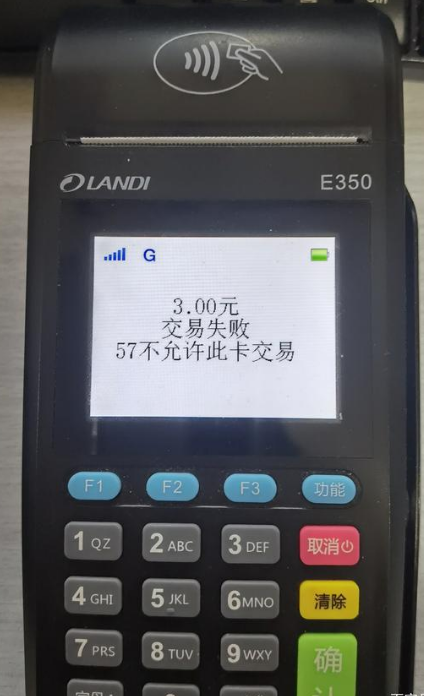 LANDI
E350
G
3.00元
交易失败
57不允许此卡交易
F1 F2 F3 功能
1 QZ 2 ABC 3 DEF 取消
4 GHI 5 JKL 6 MNO 清除
7 PRS 8 TUV 9 WXY 确